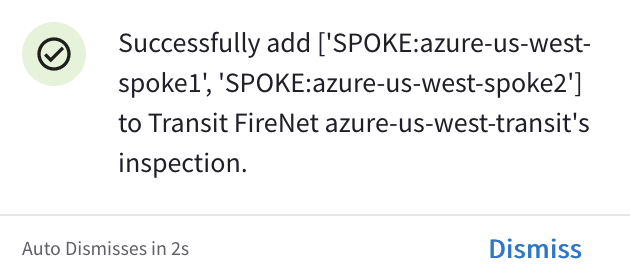 Successfully add ['SPOKE:azure-us-west-
spoke1', 'SPOKE:azure-us-west-spoke2']
to Transit FireNet azure-us-west-transit's
inspection.
Auto Dismisses in 2s
Dismiss